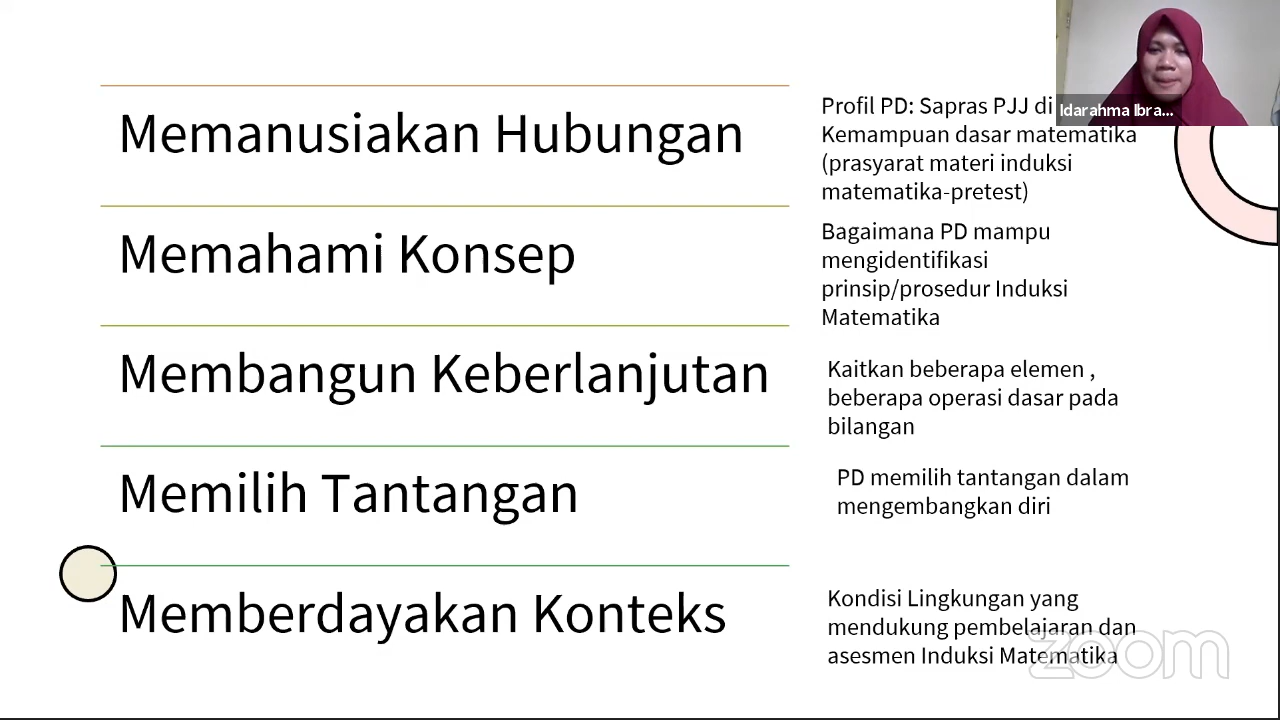 Memanusiakan Hubungan
Profil PD: Sapras PJJ di
Kemampuan dasar matematika
(prasyarat materi induksi
matematika-pretest)
Memahami Konsep
Bagaimana PD mampu
mengidentifikasi
prinsip/prosedur Induksi
Matematika
Membangun Keberlanjutan
Kaitkan beberapa elemen ,
beberapa operasi dasar pada
bilangan
Memilih Tantangan
PD memilih tantangan dalam
mengembangkan diri
Memberdayakan Konteks
Kondisi Lingkungan yang
mendukung pembelajaran dan
asesmen Induksi Matematika
Idarahma Ibra...
zoom